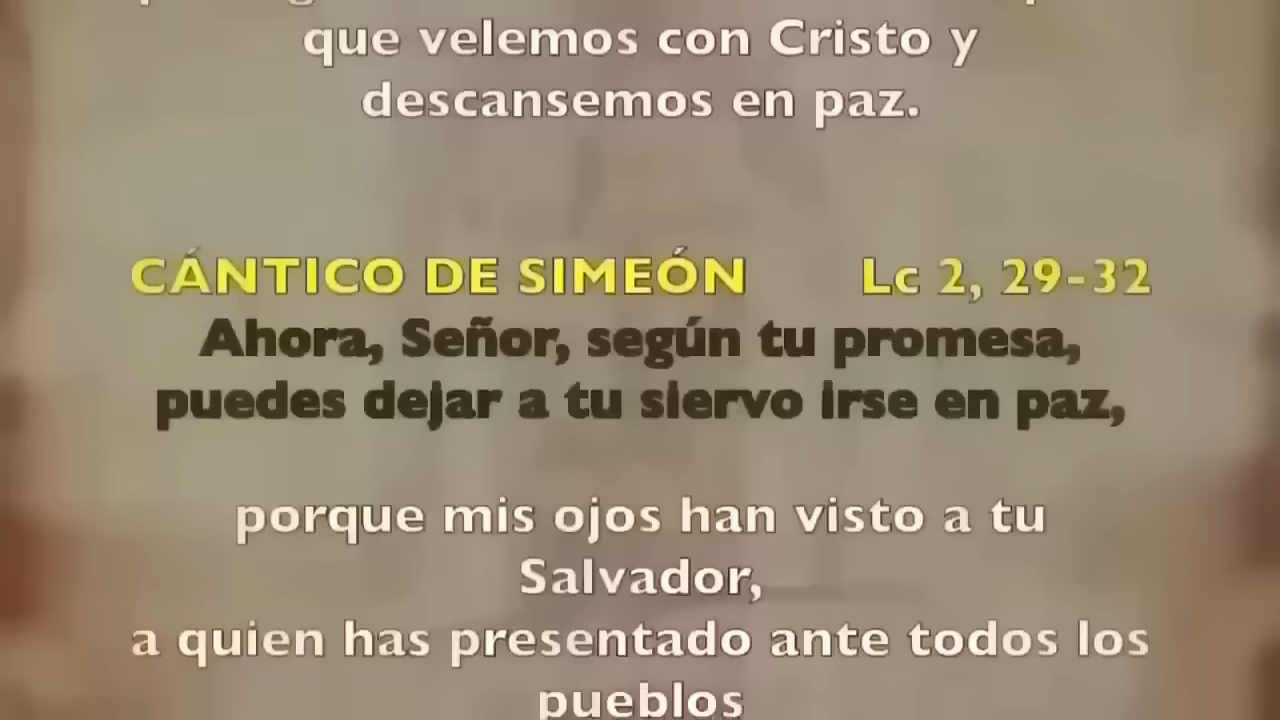 que velemos con Cristo y
descansemos en paz.
CÁNTICO DE SIMEÓN Lc 2, 29-32
Ahora, Señor, según tu promesa,
puedes dejar a tu siervo irse en paz,
porque mis ojos han visto a tu
Salvador,
a quien has presentado ante todos los
pueblos